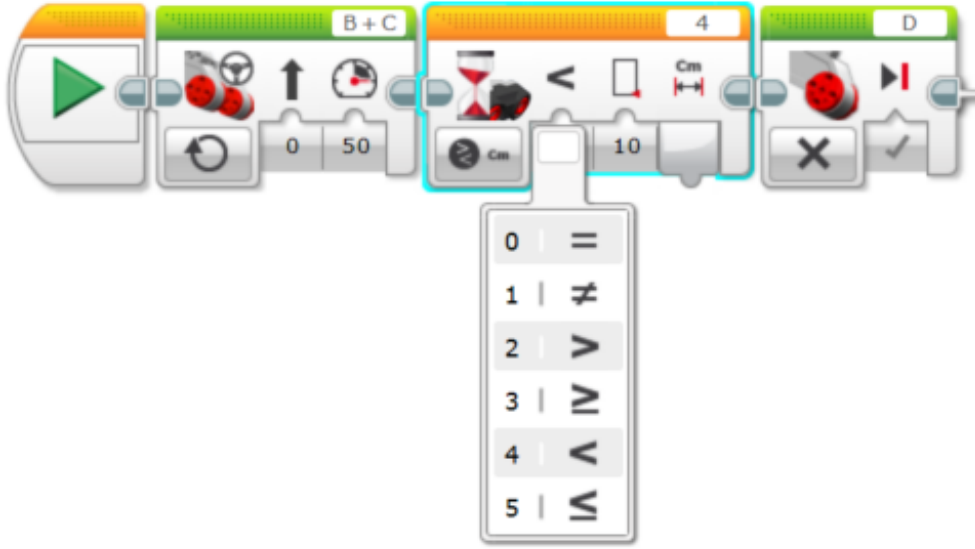 B + C 4 D
Cm
0 50 Cm 10
0 | =
1 | ≠
2 | >
3 | ≥
4 | <
5 | ≤